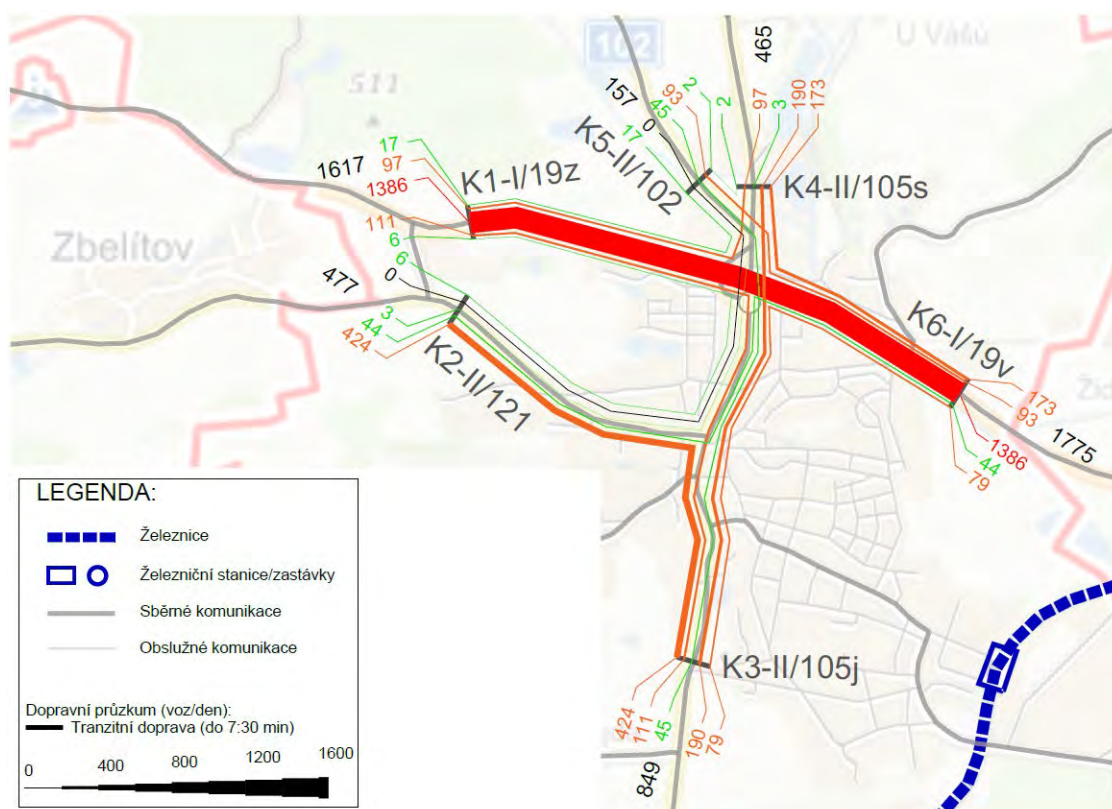 S11
102
U Vášů
465
157
0
45
93
2
2
97
3
190
173
17
K5-II/102
K4-II/105s
17
97
1617
1386
111
6
K1-I/19z
Zbelítov
6
0
477
3
44
424
K2-II/121
K6-I/19v
173
93
1386
44
79
1775
K3-II/105j
424
111
45
190
79
849
LEGENDA:
Železnice
Železniční stanice/zastávky
Sběrné komunikace
Obslužné komunikace
Dopravní průzkum (voz/den):
Tranzitní doprava (do 7:30 min)
0 400 800 1200 1600